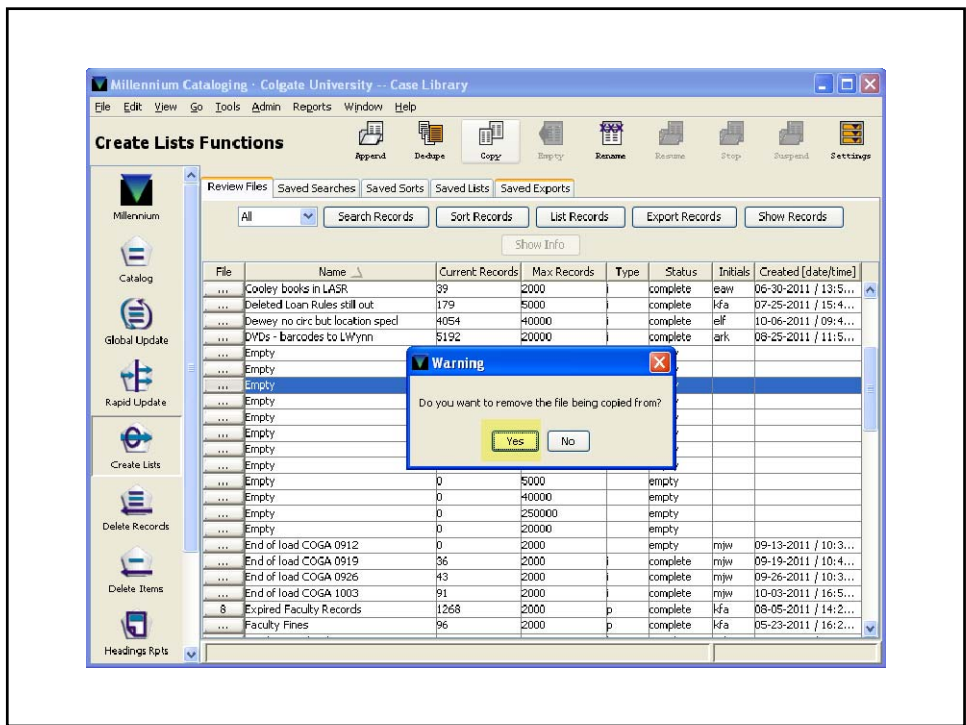 Millennium Cataloging · Colgate University -- Case Library
File Edit View Go Tools Admin Reports Window Help
Create Lists Functions
Append Dedupe Copy Empty Rename Resume Stop Suspend Settings
Review Files Saved Searches Saved Sorts Saved Lists Saved Exports
All Search Records Sort Records List Records Export Records Show Records
Show Info
Millennium
Catalog
Global Update
Rapid Update
Create Lists
Delete Records
Delete Items
Headings Rpts
File Name Current Records Max Records Type Status Initials Created [date/time]
... Cooley books in LASR 39 2000 i complete eaw 06-30-2011 / 13:5...
... Deleted Loan Rules still out 179 5000 i complete kfa 07-25-2011 / 15:4...
... Dewey no circ but location specl 4054 40000 i complete elf 10-06-2011 / 09:4...
... DVDs - barcodes to LWynn 5192 20000 i complete ark 08-25-2011 / 11:5...
... Empty
... Empty
... Empty
... Empty
... Empty
... Empty
... Empty
... Empty
... Empty 0 5000 empty
... Empty 0 40000 empty
... Empty 0 250000 empty
... Empty 0 20000 empty
... End of load COGA 0912 0 2000 empty mjw 09-13-2011 / 10:3...
... End of load COGA 0919 36 2000 i complete mjw 09-19-2011 / 10:4...
... End of load COGA 0926 43 2000 i complete mjw 09-26-2011 / 10:3...
... End of load COGA 1003 91 2000 i complete mjw 10-03-2011 / 16:5...
8 Expired Faculty Records 1268 2000 p complete kfa 08-05-2011 / 14:2...
... Faculty Fines 96 2000 p complete kfa 05-23-2011 / 16:2...
Warning
Do you want to remove the file being copied from?
Yes No